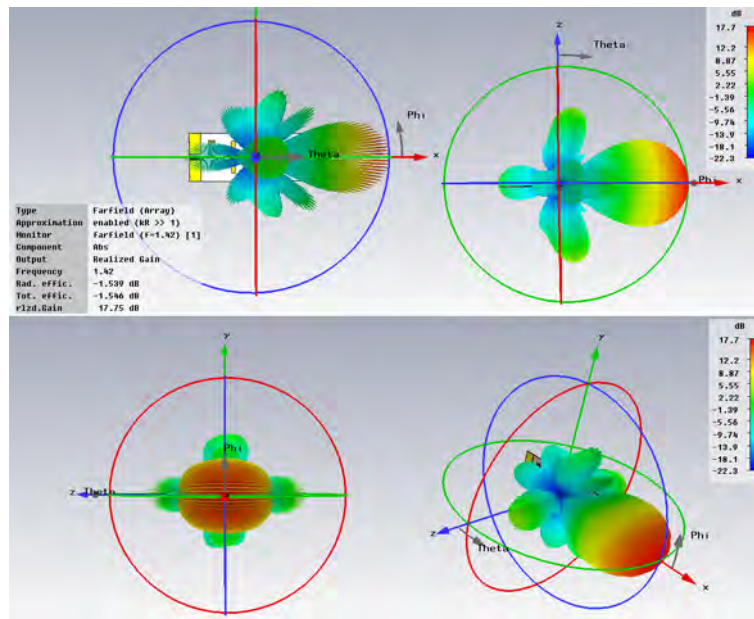 Phi
Theta
x
Type Farfield (Array)
Approximation enabled (kR >> 1)
Monitor Farfield (f=1.42) [1]
Component Abs
Output Realized Gain
Frequency 1.42
Rad. effic. -1.539 dB
Tot. effic. -1.546 dB
rlzd.Gain 17.75 dB
z
Theta
Phi
x
dB
17.7
12.2
8.87
5.55
2.22
-1.39
-5.56
-9.74
-13.9
-18.1
-22.3
y
Phi
z Theta
y
z
Theta
Phi
x
dB
17.7
12.2
8.87
5.55
2.22
-1.39
-5.56
-9.74
-13.9
-18.1
-22.3